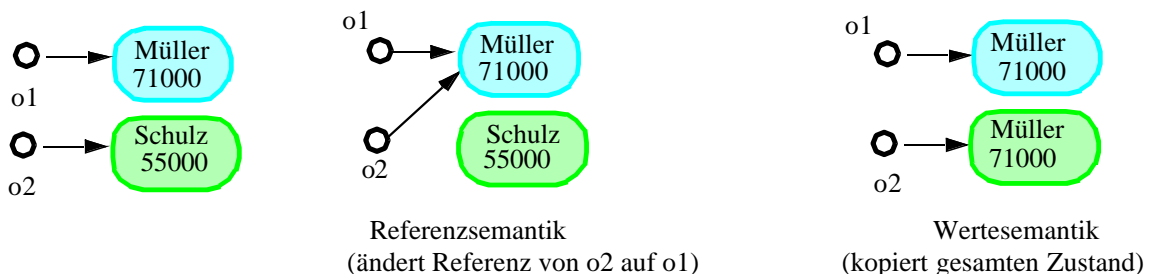 Müller
71000
o1
Schulz
55000
o2
o1
Müller
71000
o2
Schulz
55000
Referenzsemantik
(ändert Referenz von o2 auf o1)
o1
Müller
71000
o2
Müller
71000
Wertesemantik
(kopiert gesamten Zustand)